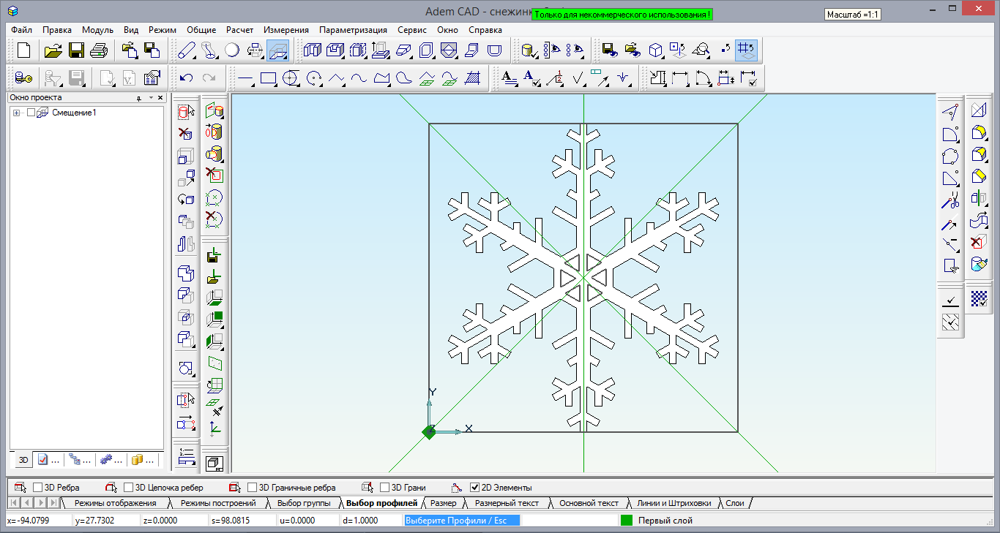 Adem CAD - снежинк
Только для некоммерческого использования !
Масштаб =1:1
Файл Правка Модуль Вид Режим Общие Расчет Измерения Параметризация Сервис Окно Справка
Окно проекта
Смещение1
Y
X
3D ... ... ... ...
3D Ребра 3D Цепочка ребер 3D Граничные ребра 3D Грани 2D Элементы
Режимы отображения Режимы построений Выбор группы Выбор профилей Размер Размерный текст Основной текст Линии и Штриховки Слои
x=-94.0799 y=27.7302 z=0.0000 s=98.0815 u=0.0000 d=1.0000 Выберите Профили / Esc Первый слой